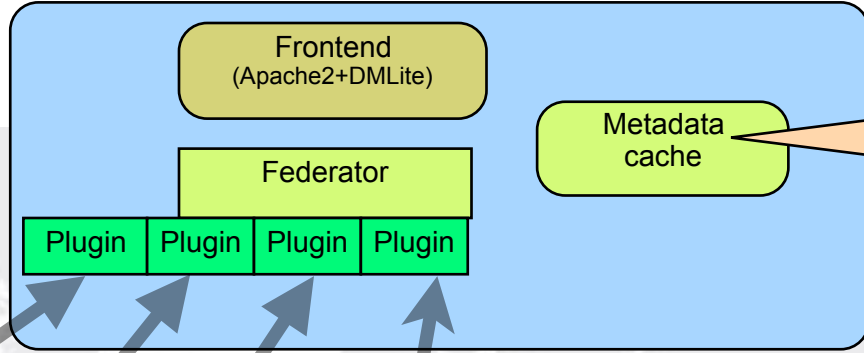 Frontend
(Apache2+DMLite)
Metadata
cache
Federator
Plugin Plugin Plugin Plugin